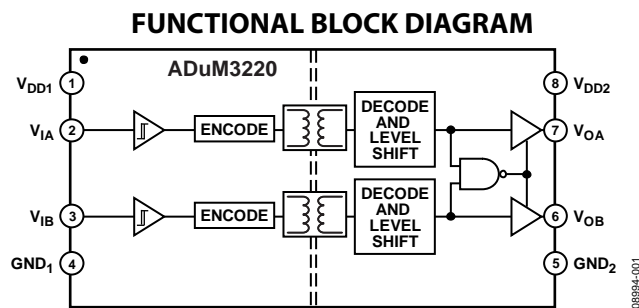 FUNCTIONAL BLOCK DIAGRAM
ADuM3220
VDD1 1
8 VDD2
VIA 2
ENCODE
DECODE
AND
LEVEL
SHIFT
7 VOA
VIB 3
ENCODE
DECODE
AND
LEVEL
SHIFT
6 VOB
GND1 4
5 GND2
08994-001